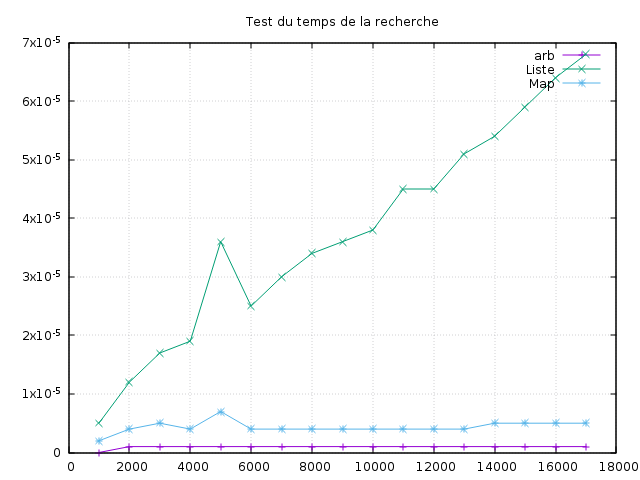 Test du temps de la recherche
7x10-5
6x10-5
5x10-5
4x10-5
3x10-5
2x10-5
1x10-5
0
arb
Liste
Map
0 2000 4000 6000 8000 10000 12000 14000 16000 18000